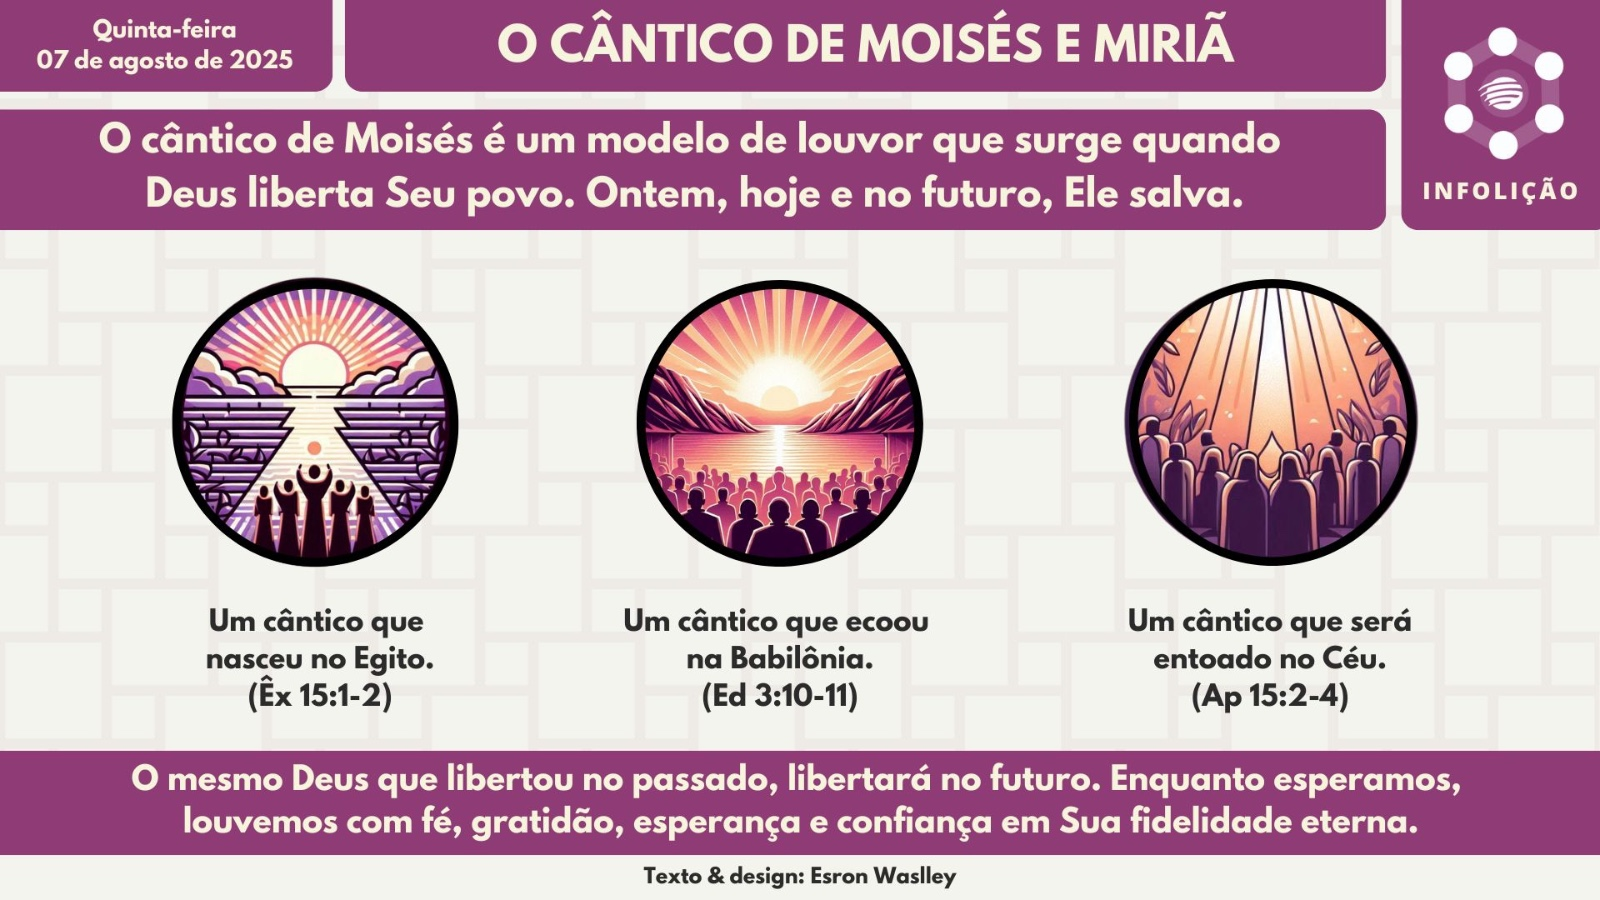 Quinta-feira
07 de agosto de 2025
O CÂNTICO DE MOISÉS E MIRIÃ
INFOLIÇÃO
O cântico de Moisés é um modelo de louvor que surge quando
Deus liberta Seu povo. Ontem, hoje e no futuro, Ele salva.
Um cântico que
nasceu no Egito.
(Êx 15:1-2)
Um cântico que ecoou
na Babilônia.
(Ed 3:10-11)
Um cântico que será
entoado no Céu.
(Ap 15:2-4)
O mesmo Deus que libertou no passado, libertará no futuro. Enquanto esperamos,
louvemos com fé, gratidão, esperança e confiança em Sua fidelidade eterna.
Texto & design: Esron Waslley